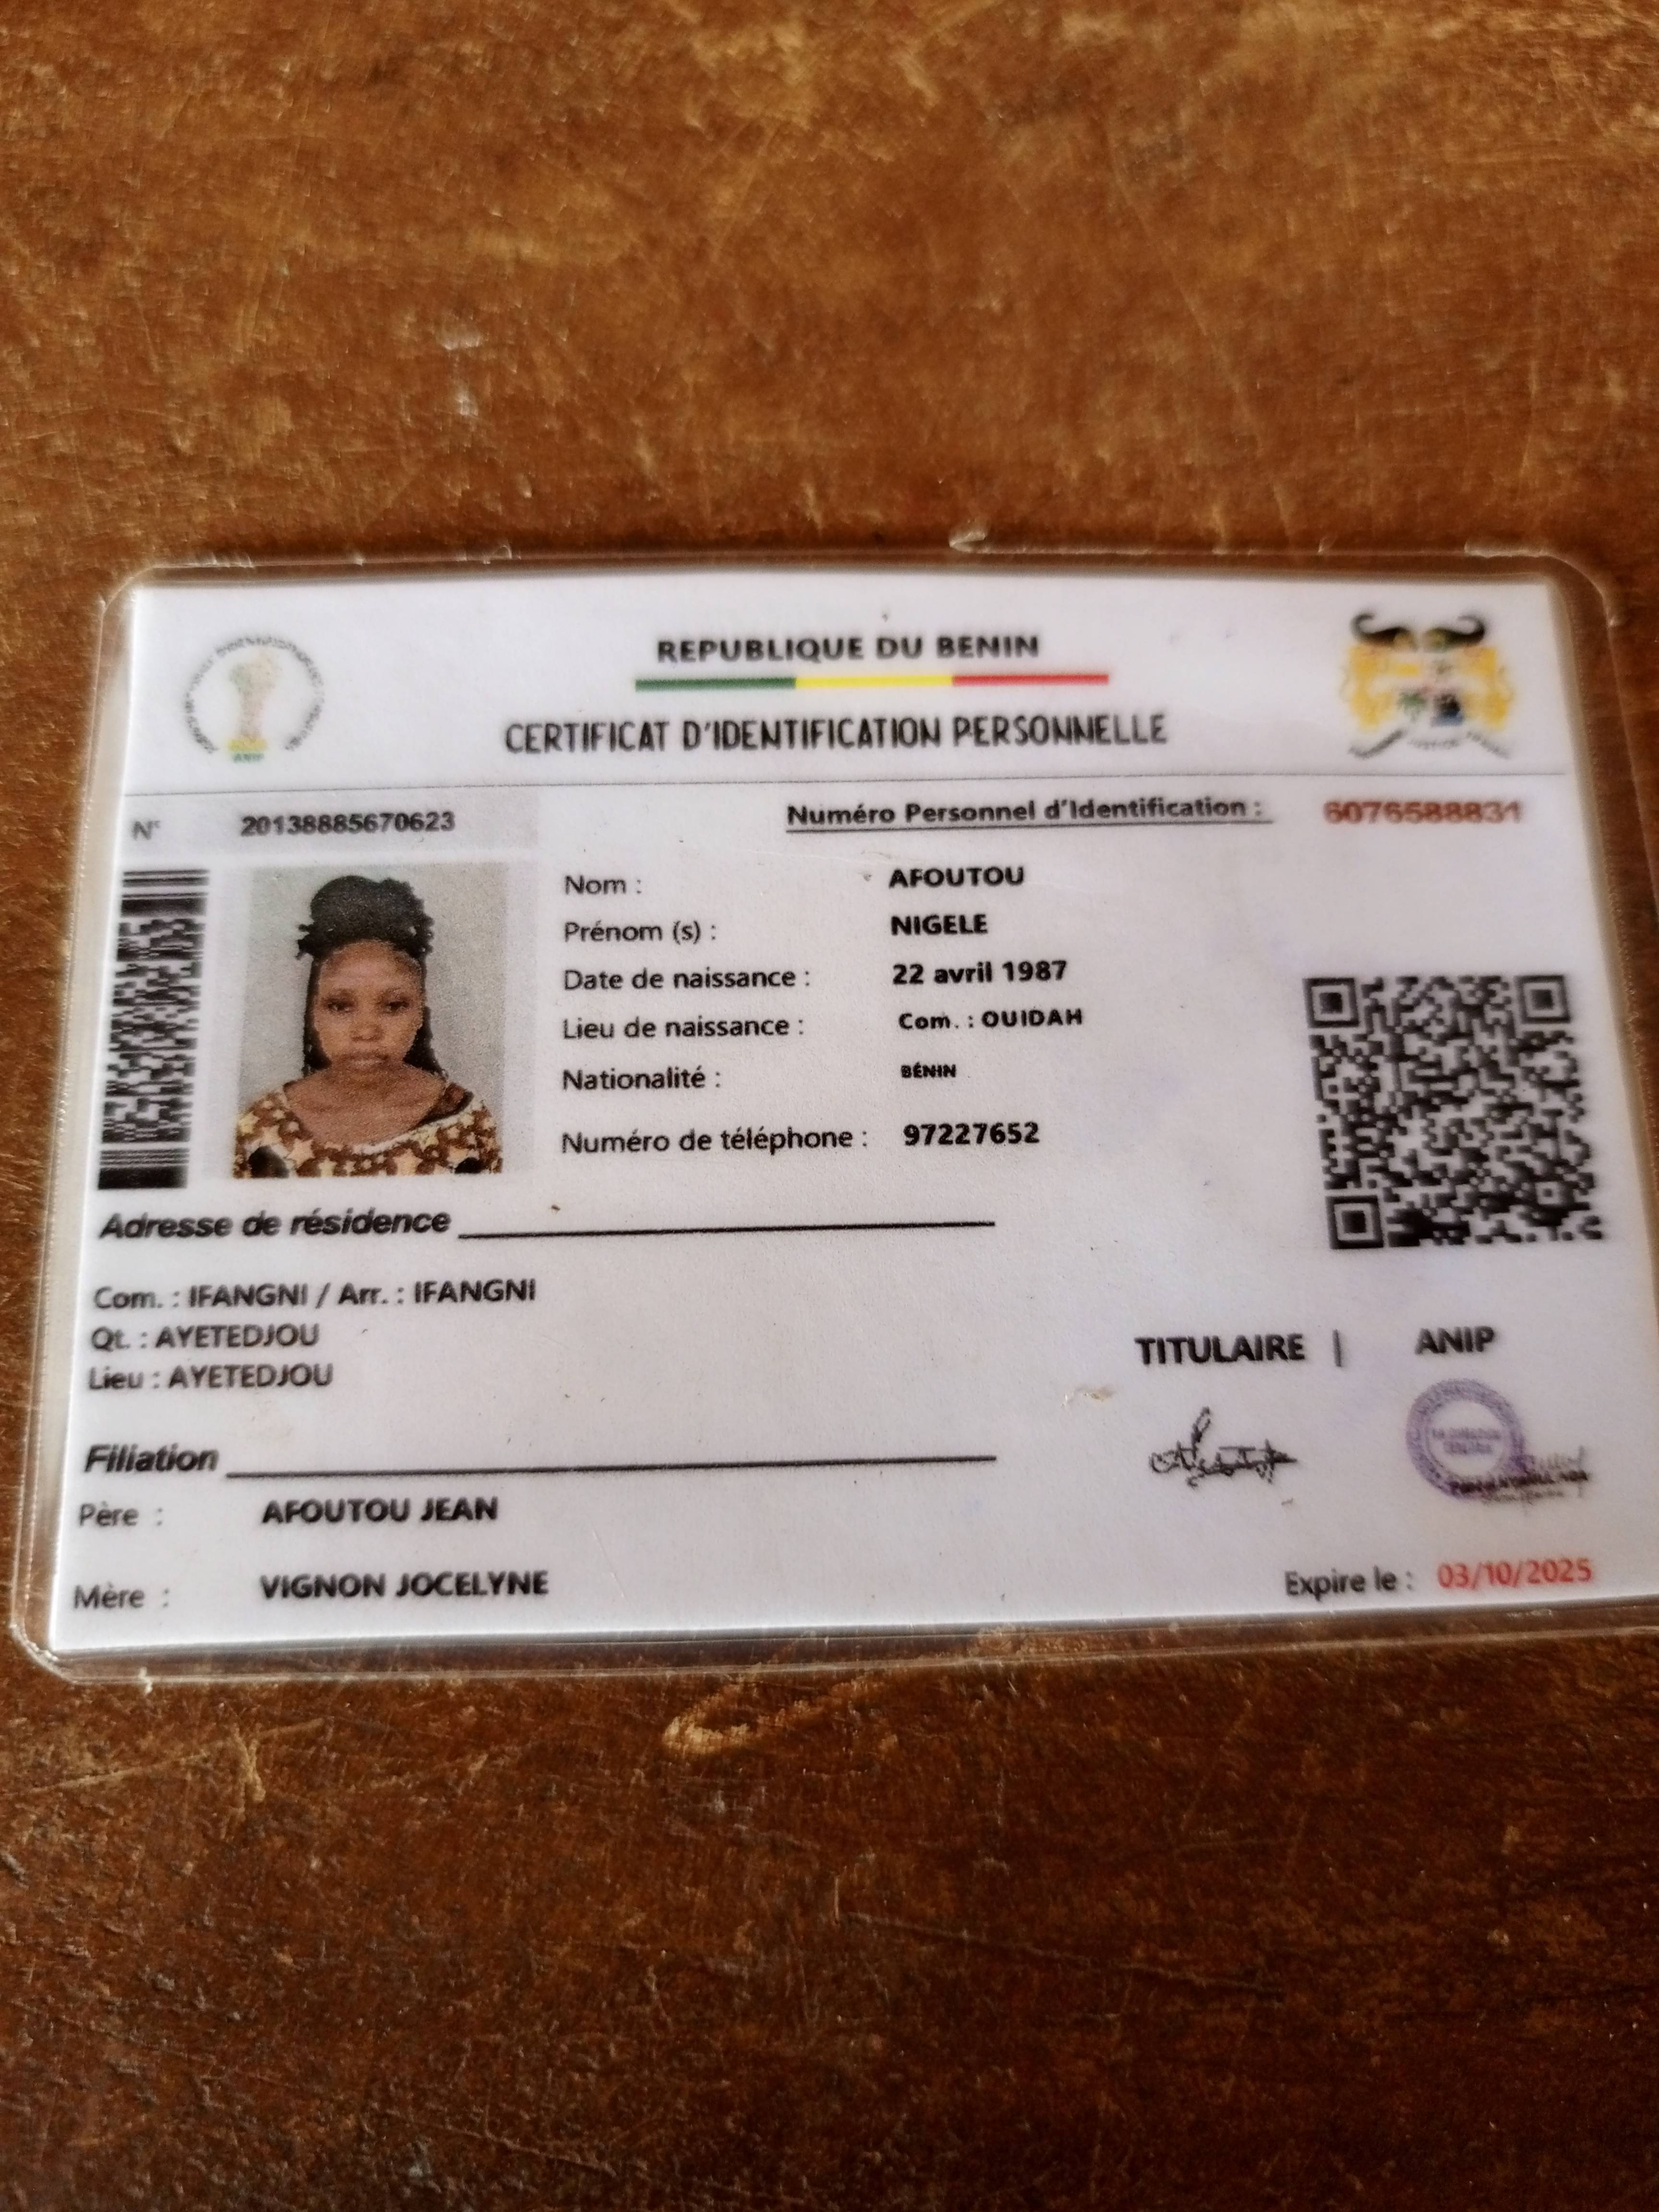 REPUBLIQUE DU BENIN
CERTIFICAT D'IDENTIFICATION PERSONNELLE
ANIP
N° 20138885670623
Numéro Personnel d'Identification : 6076588831
Nom : AFOUTOU
Prénom (s) : NIGELE
Date de naissance : 22 avril 1987
Lieu de naissance : Com. : OUIDAH
Nationalité : BÉNIN
Numéro de téléphone : 97227652
Adresse de résidence
Com. : IFANGNI / Arr. : IFANGNI
Qt. : AYETEDJOU
Lieu : AYETEDJOU
TITULAIRE | ANIP
Filiation
Père : AFOUTOU JEAN
Mère : VIGNON JOCELYNE
Expire le : 03/10/2025